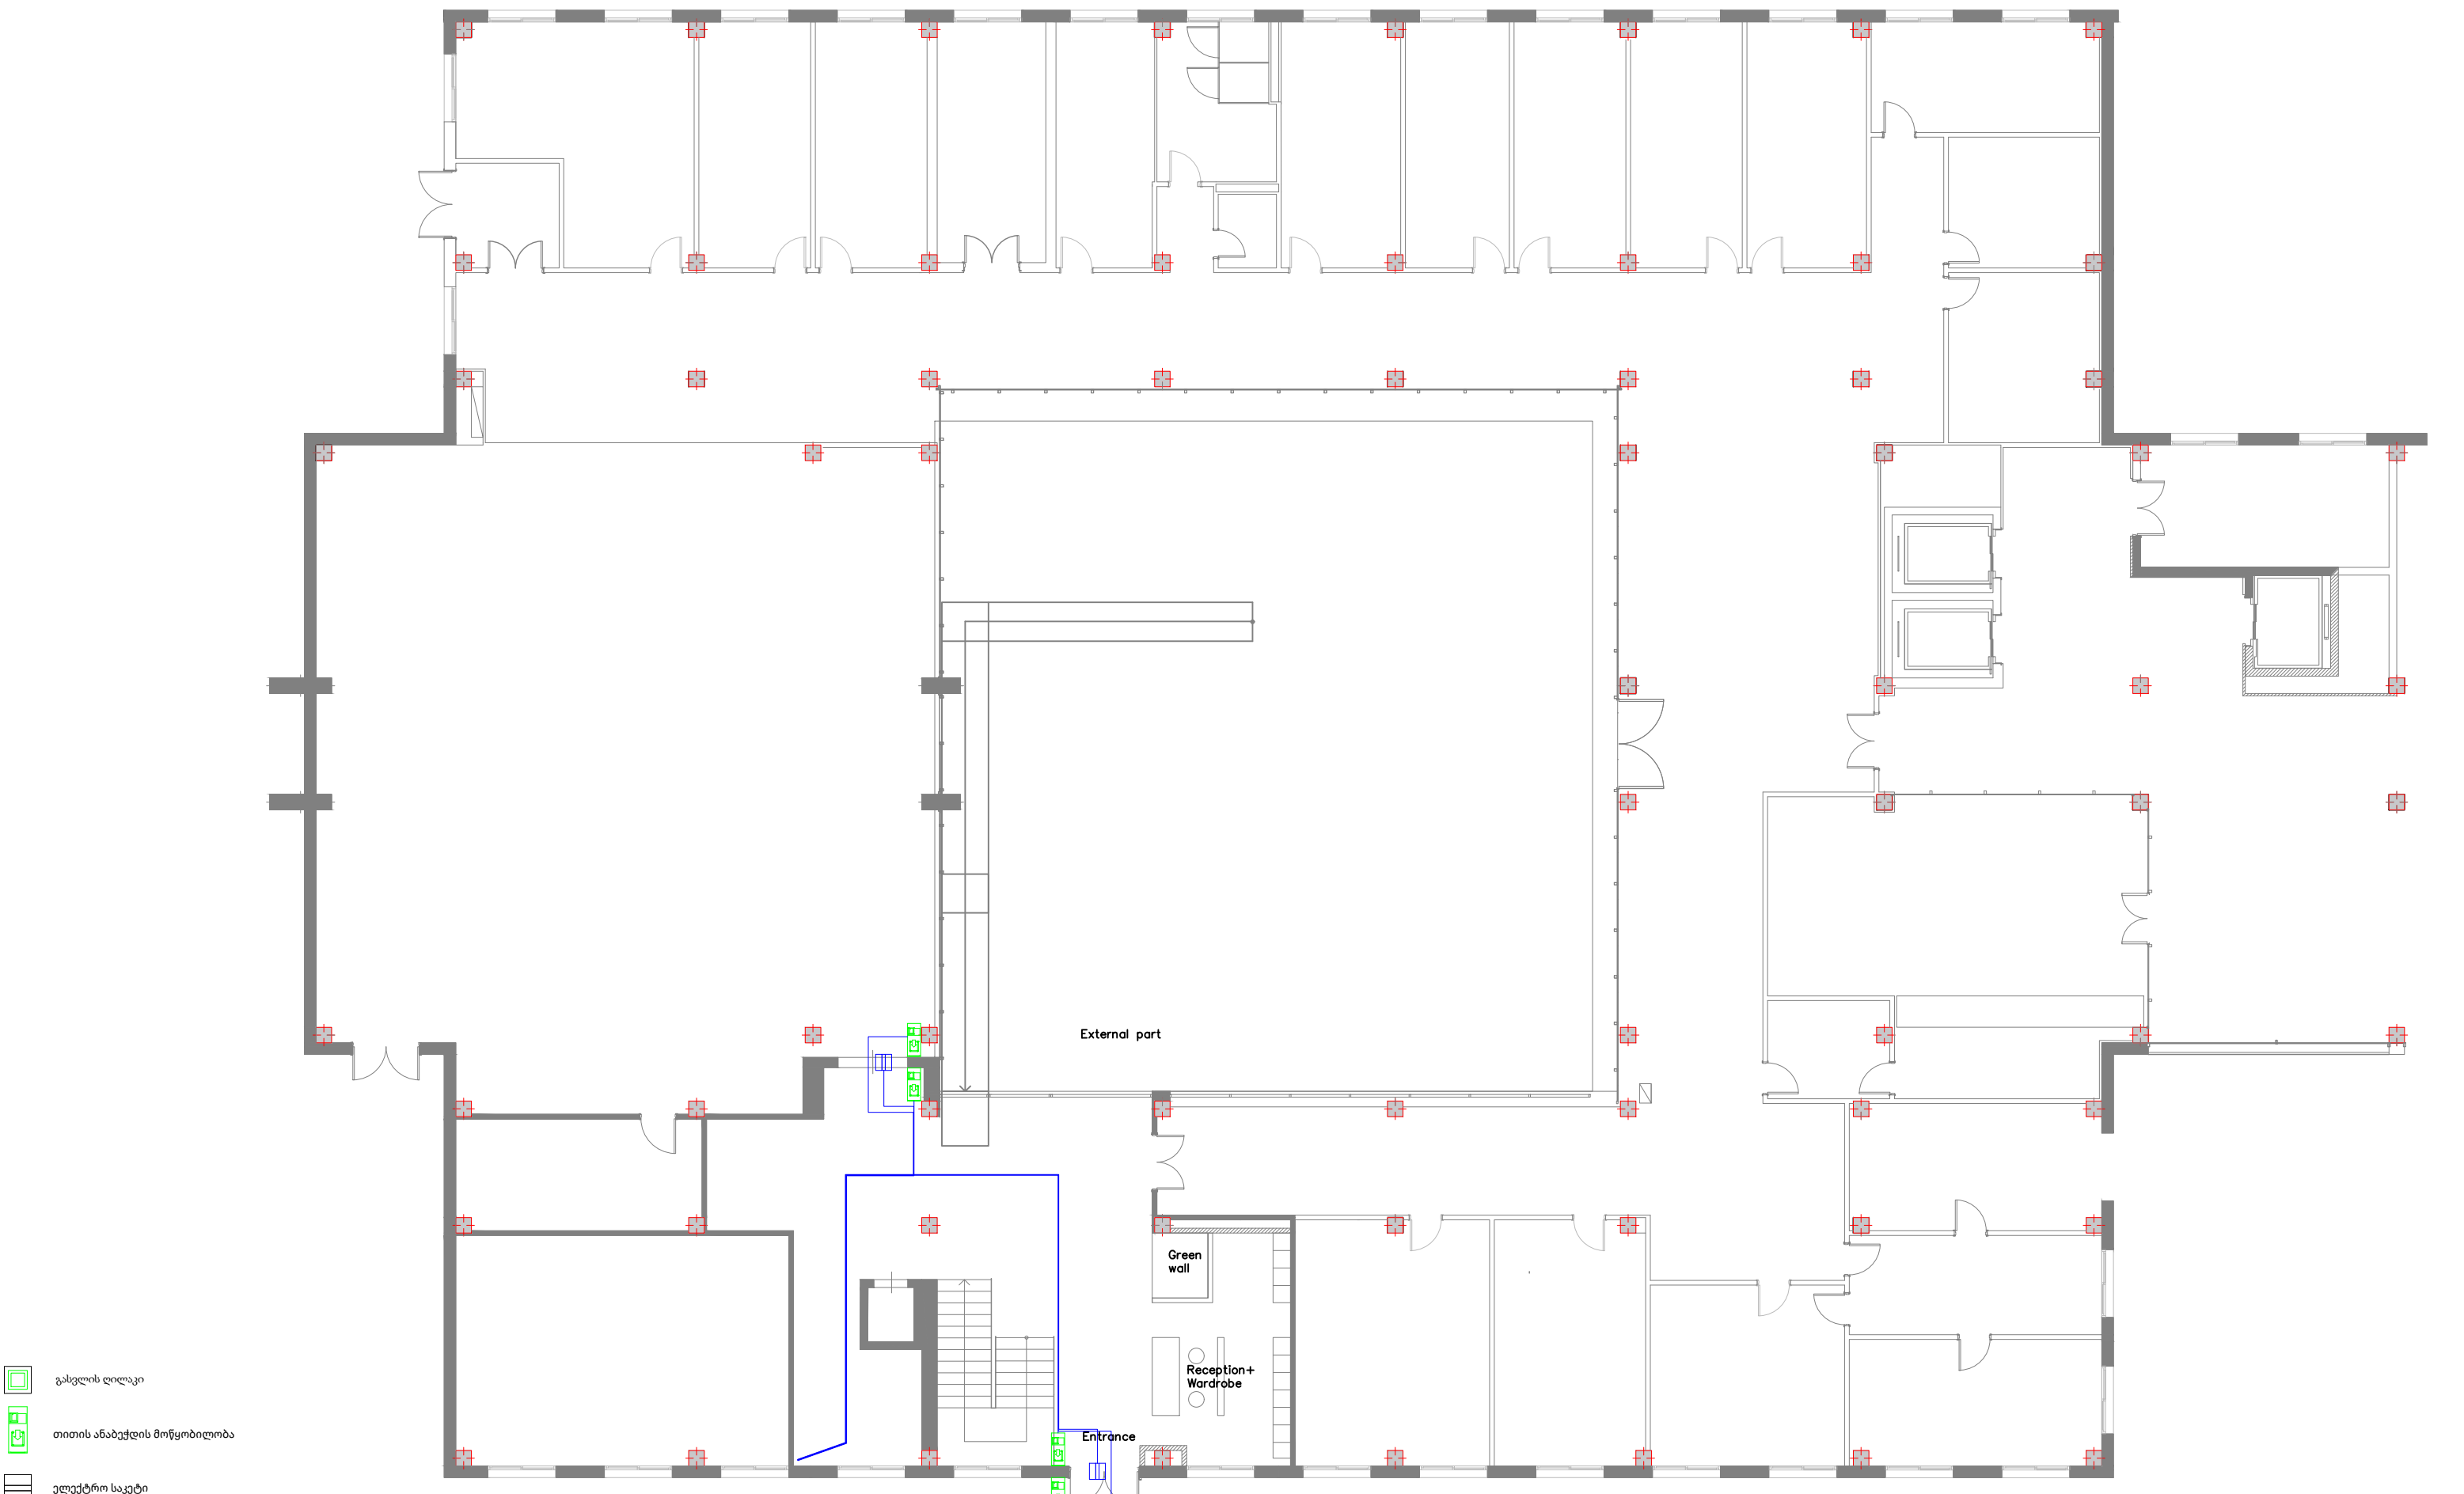 External part
Green
wall
Reception+
Wardrobe
Entrance
გასვლის ღილაკი
თითის ანაბეჭდის მოწყობილობა
ელექტრო საკეტი